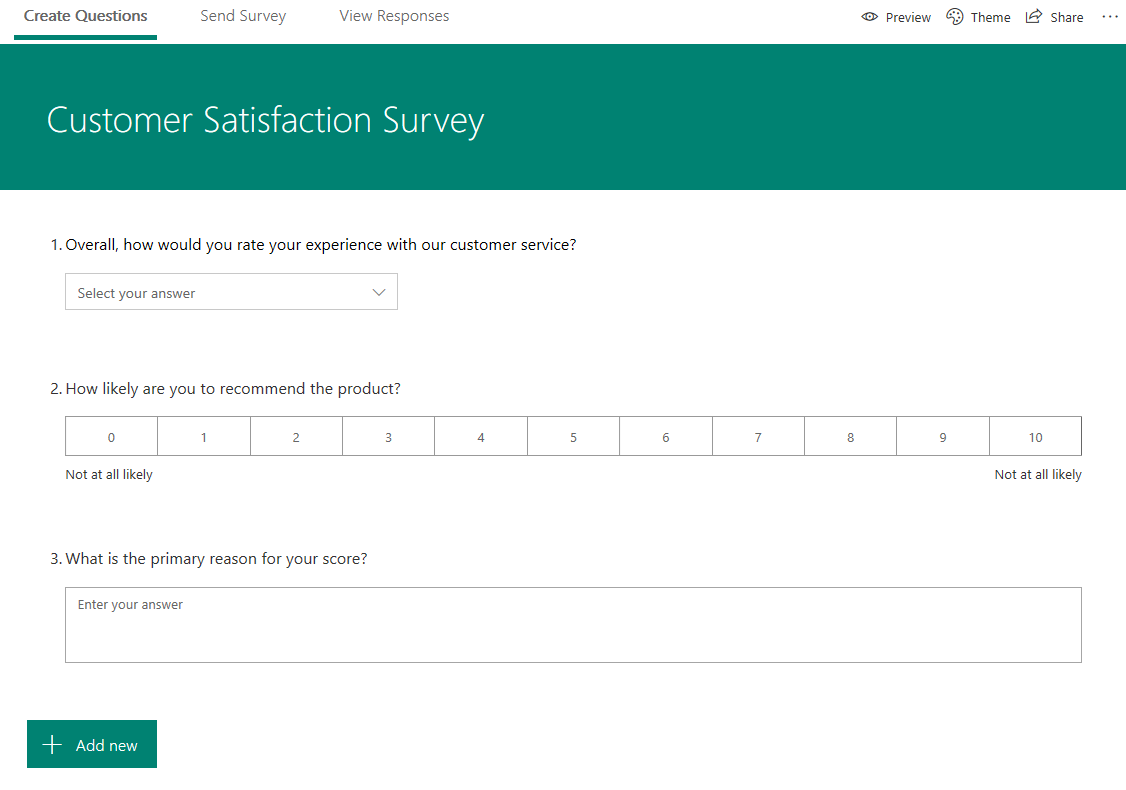 Create Questions Send Survey View Responses Preview Theme Share ...
Customer Satisfaction Survey
1. Overall, how would you rate your experience with our customer service?
Select your answer
2. How likely are you to recommend the product?
0 1 2 3 4 5 6 7 8 9 10
Not at all likely Not at all likely
3. What is the primary reason for your score?
Enter your answer
+ Add new